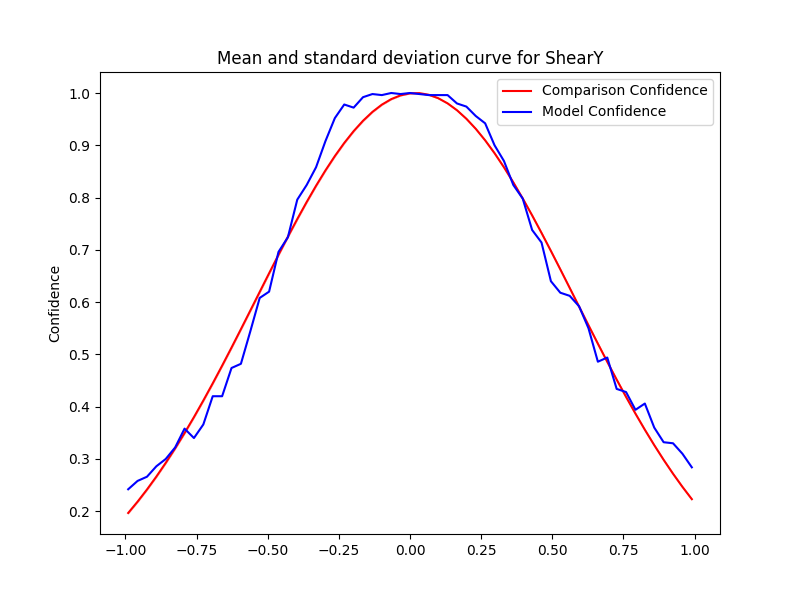 Mean and standard deviation curve for ShearY
Comparison Confidence
Model Confidence
Confidence
1.0
0.9
0.8
0.7
0.6
0.5
0.4
0.3
0.2
−1.00 −0.75 −0.50 −0.25 0.00 0.25 0.50 0.75 1.00